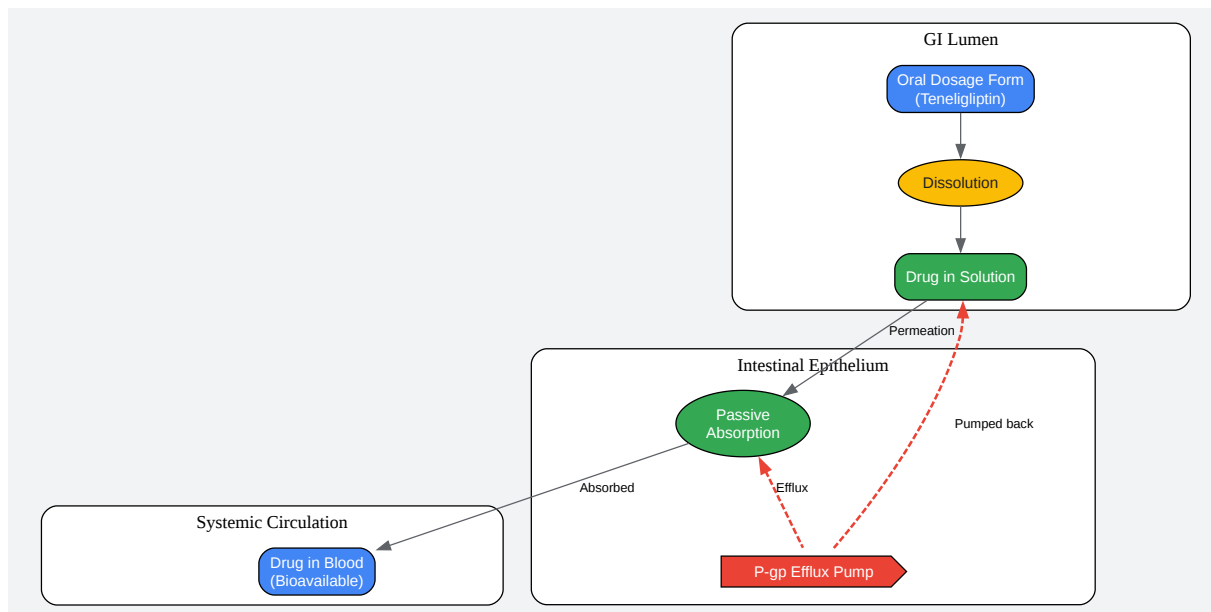 GI Lumen
Oral Dosage Form
(Teneligliptin)
Dissolution
Drug in Solution
Permeation
Intestinal Epithelium
Passive
Absorption
Pumped back
Absorbed
Efflux
Systemic Circulation
Drug in Blood
(Bioavailable)
P-gp Efflux Pump